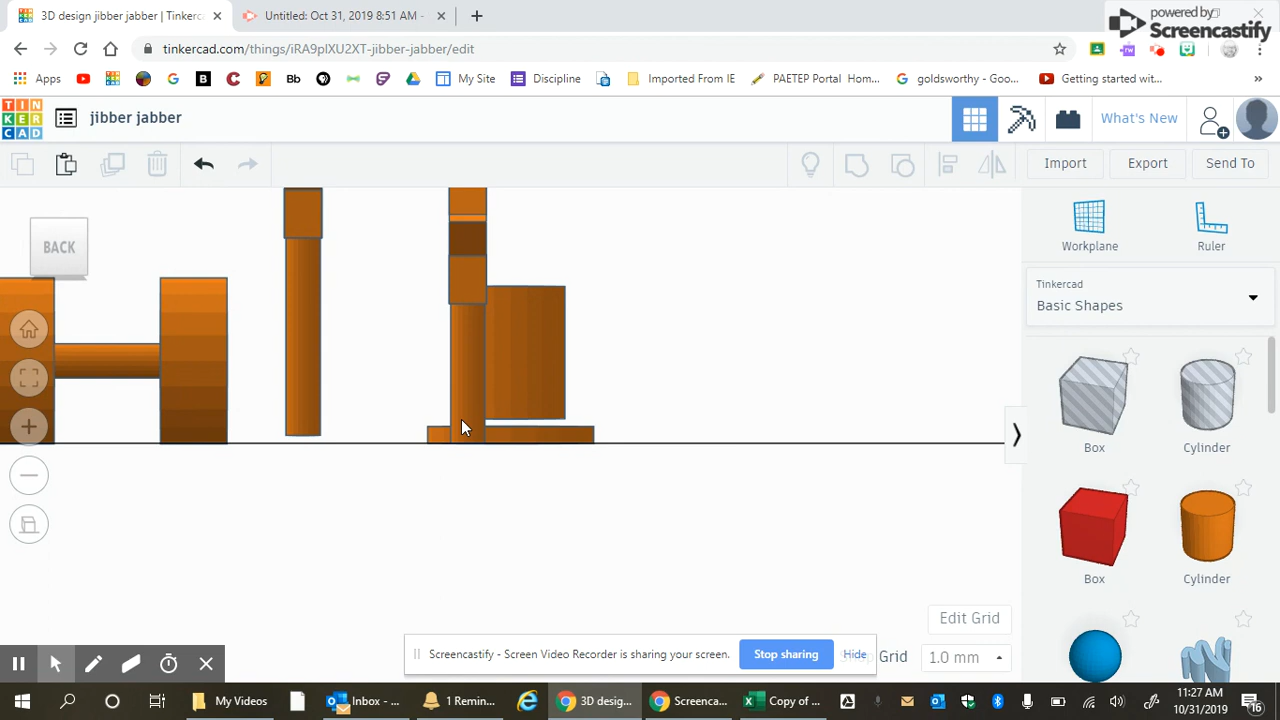 3D design jibber jabber | Tinkerca
Untitled: Oct 31, 2019 8:51 AM -
powered by
Screencastify
tinkercad.com/things/iRA9plXU2XT-jibber-jabber/edit
Apps
Bb
My Site
Discipline
Imported From IE
PAETEP Portal Hom...
goldsworthy - Goo...
Getting started wit...
»
TIN
KER
CAD
jibber jabber
What's New
Import
Export
Send To
BACK
Workplane
Ruler
Tinkercad
Basic Shapes
Box
Cylinder
Box
Cylinder
Edit Grid
Grid
1.0 mm
Screencastify - Screen Video Recorder is sharing your screen.
Stop sharing
Hide
My Videos
Inbox - ...
1 Remin...
3D desig...
Screenca...
Copy of ...
11:27 AM
10/31/2019
16